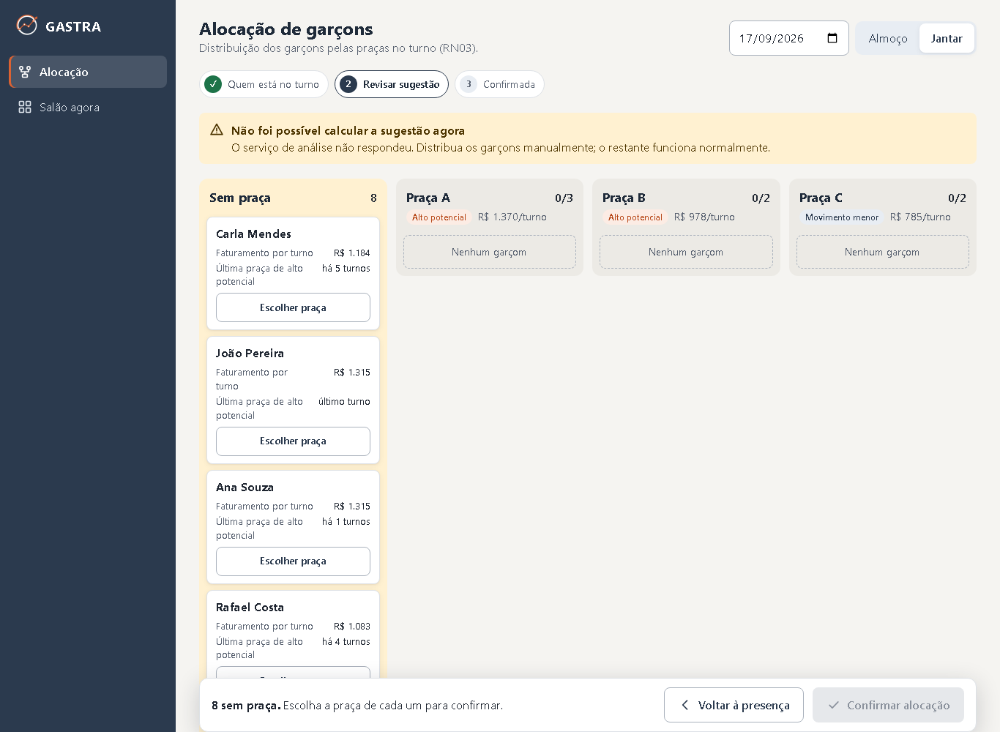 GASTRA
Alocação
Salão agora
Alocação de garçons
Distribuição dos garçons pelas praças no turno (RN03).
17/09/2026
Almoço
Jantar
Quem está no turno
2 Revisar sugestão
3 Confirmada
Não foi possível calcular a sugestão agora
O serviço de análise não respondeu. Distribua os garçons manualmente; o restante funciona normalmente.
Sem praça 8
Carla Mendes
Faturamento por turno R$ 1.184
Última praça de alto há 5 turnos
potencial
Escolher praça
João Pereira
Faturamento por R$ 1.315
turno
Última praça de alto último turno
potencial
Escolher praça
Ana Souza
Faturamento por turno R$ 1.315
Última praça de alto há 1 turnos
potencial
Escolher praça
Rafael Costa
Faturamento por turno R$ 1.083
Última praça de alto há 4 turnos
potencial
Praça A 0/3
Alto potencial R$ 1.370/turno
Nenhum garçom
Praça B 0/2
Alto potencial R$ 978/turno
Nenhum garçom
Praça C 0/2
Movimento menor R$ 785/turno
Nenhum garçom
8 sem praça. Escolha a praça de cada um para confirmar.
Voltar à presença
Confirmar alocação